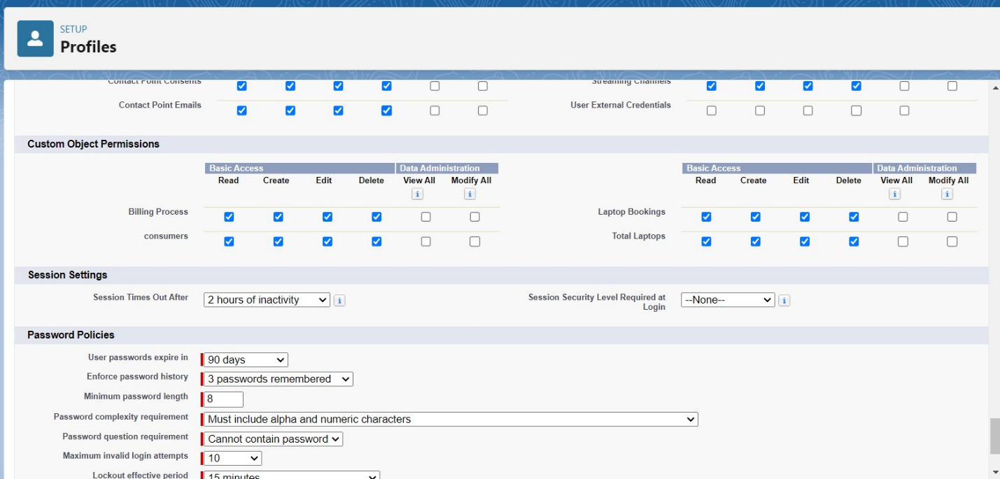 SETUP
Profiles
Contact Point Consents
Streaming Channels
Contact Point Emails
User External Credentials
Custom Object Permissions
Basic Access Data Administration
Basic Access Data Administration
Read Create Edit Delete View All Modify All
Read Create Edit Delete View All Modify All
i i
i i
Billing Process
Laptop Bookings
consumers
Total Laptops
Session Settings
Session Times Out After 2 hours of inactivity i
Session Security Level Required at
Login
--None-- i
Password Policies
User passwords expire in 90 days
Enforce password history 3 passwords remembered
Minimum password length 8
Password complexity requirement Must include alpha and numeric characters
Password question requirement Cannot contain password
Maximum invalid login attempts 10
Lockout effective period 15 minutes